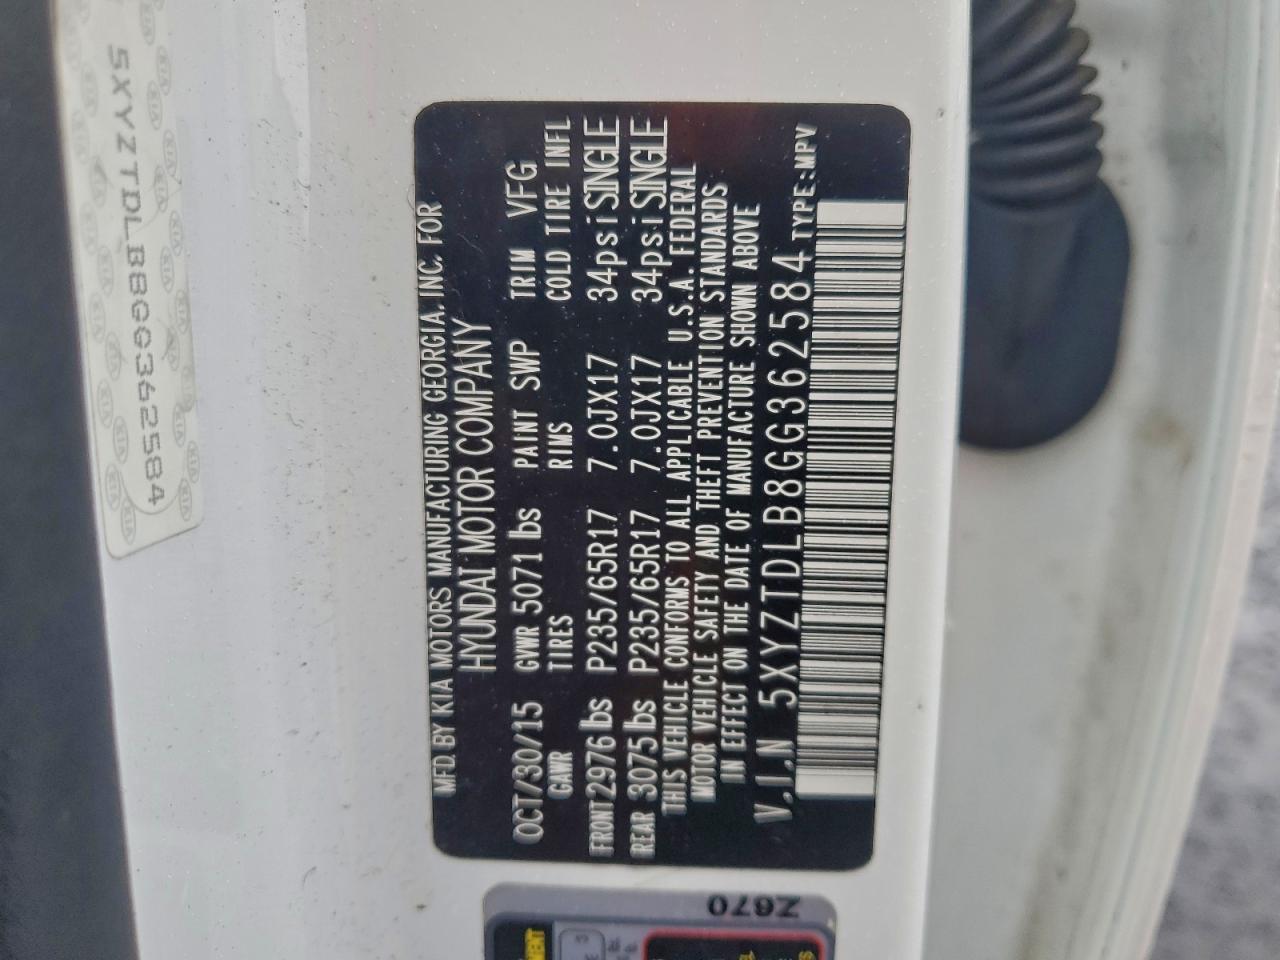 5XYZTDLB8GG362584
MFD BY KIA MOTORS MANUFACTURING GEORGIA, INC. FOR
HYUNDAI MOTOR COMPANY
OCT/30/15 GVWR 5071 lbs PAINT SWP TRIM VFG
GAWR TIRES RIMS COLD TIRE INFL
FRONT 2976 lbs P235/65R17 7.0JX17 34psi SINGLE
REAR 3075 lbs P235/65R17 7.0JX17 34psi SINGLE
THIS VEHICLE CONFORMS TO ALL APPLICABLE U.S.A. FEDERAL
MOTOR VEHICLE SAFETY AND THEFT PREVENTION STANDARDS
IN EFFECT ON THE DATE OF MANUFACTURE SHOWN ABOVE
V.I.N 5XYZTDLB8GG362584 TYPE:MPV
Z670